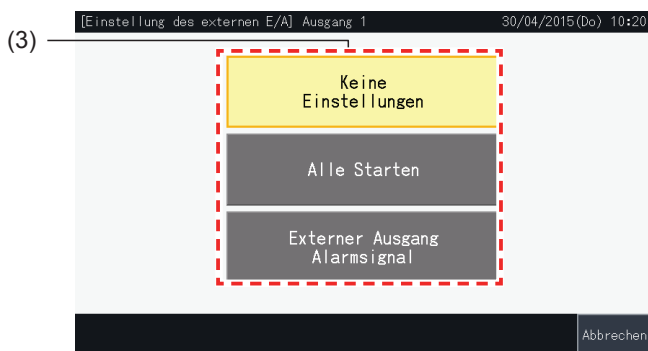 [Einstellung des externen E/A] Ausgang 1 30/04/2015(Do) 10:20
(3)
Keine
Einstellungen
Alle Starten
Externer Ausgang
Alarmsignal
Abbrechen